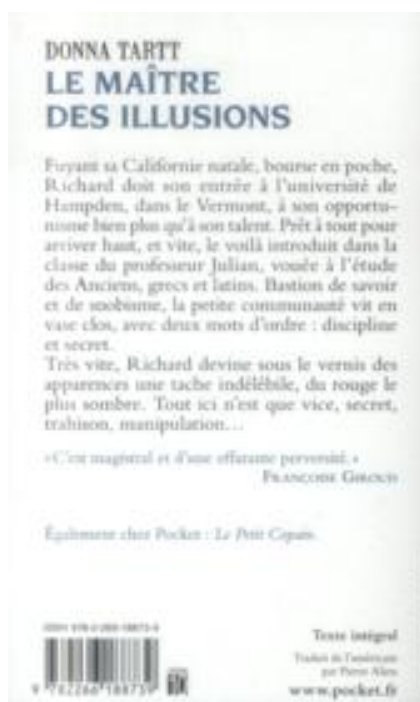 DONNA TARTT
LE MAÎTRE
DES ILLUSIONS
Fuyant sa Californie natale, bourse en poche,
Richard doit son entrée à l'université de
Hampden, dans le Vermont, à son opportu-
nisme bien plus qu'à son talent. Prêt à tout pour
arriver haut, et vite, le voilà introduit dans la
classe du professeur Julian, vouée à l'étude
des Anciens, grecs et latins. Bastion de savoir
et de snobisme, la petite communauté vit en
vase clos, avec deux mots d'ordre : discipline
et secret.
Très vite, Richard devine sous le vernis des
apparences une tache indélébile, du rouge le
plus sombre. Tout ici n'est que vice, secret,
trahison, manipulation…
« C'est magistral et d'une effarante perversité. »
FRANÇOISE GIROUD
Également chez Pocket : Le Petit Copain.
Texte intégral
Traduit de l'américain
par Pierre Alien
www.pocket.fr
9 782266 188739